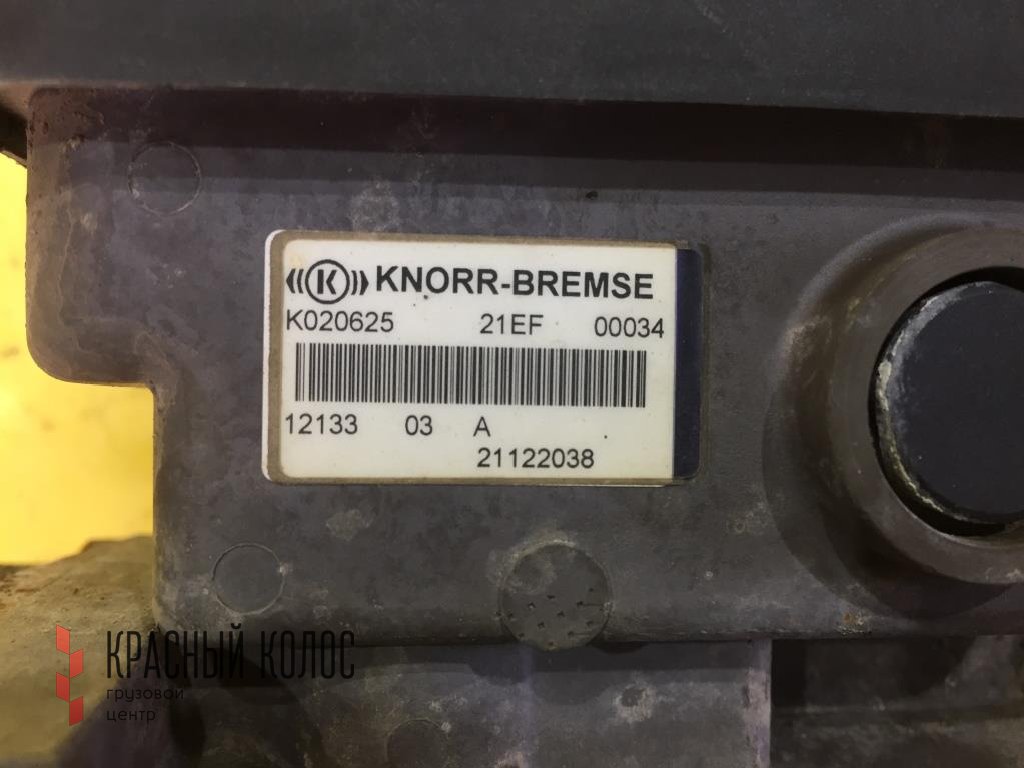 ((K)) KNORR-BREMSE
K020625 21EF 00034
12133 03 A
21122038
КРАСНЫЙ КОЛОС
грузовой
центр